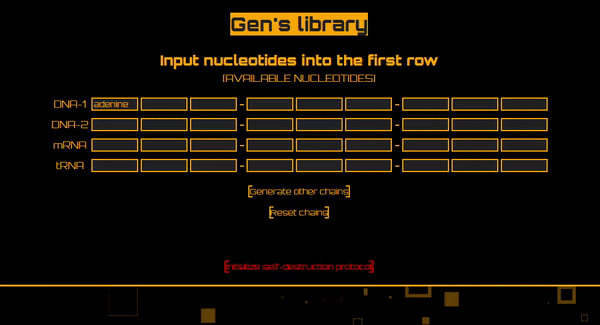 Gen's library
Input nucleotides into the first row
[AVAILABLE NUCLEOTIDES]
DNA-1 adenine - -
DNA-2 - -
mRNA - -
tRNA - -
[Generate other chains]
[Reset chains]
[Initialize self-destruction protocol]